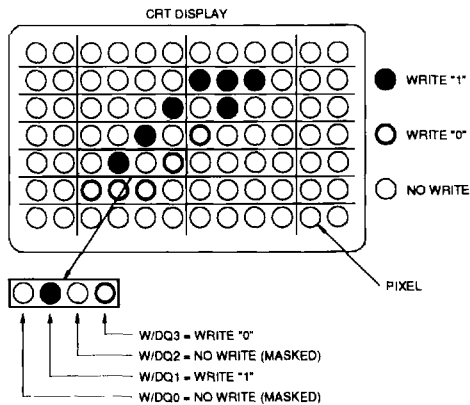 CRT DISPLAY
WRITE "1"
WRITE "0"
NO WRITE
PIXEL
W/DQ3 = WRITE "0"
W/DQ2 = NO WRITE (MASKED)
W/DQ1 = WRITE "1"
W/DQ0 = NO WRITE (MASKED)